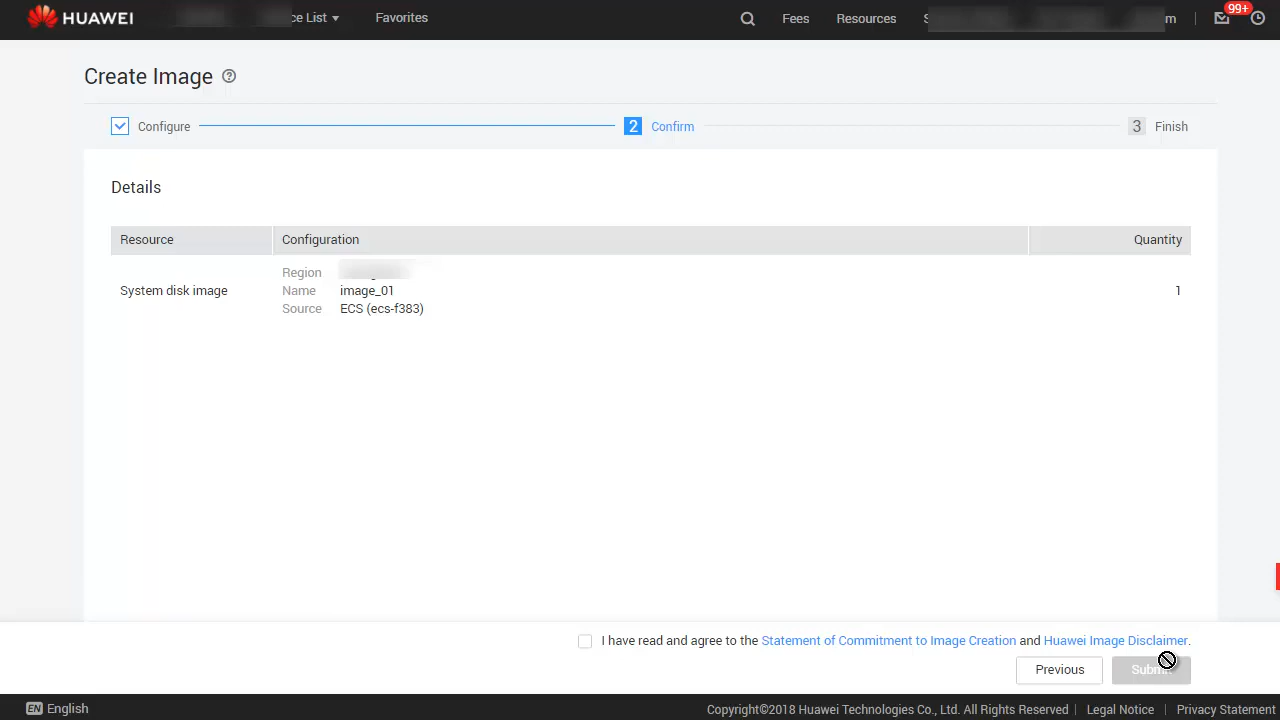 HUAWEI
ce List
Favorites
Fees
Resources
99+
Create Image
Configure
2 Confirm
3 Finish
Details
Resource Configuration Quantity
System disk image
Region
Name image_01
Source ECS (ecs-f383)
1
I have read and agree to the Statement of Commitment to Image Creation and Huawei Image Disclaimer.
Previous
EN English
Copyright©2018 Huawei Technologies Co., Ltd. All Rights Reserved | Legal Notice | Privacy Statement